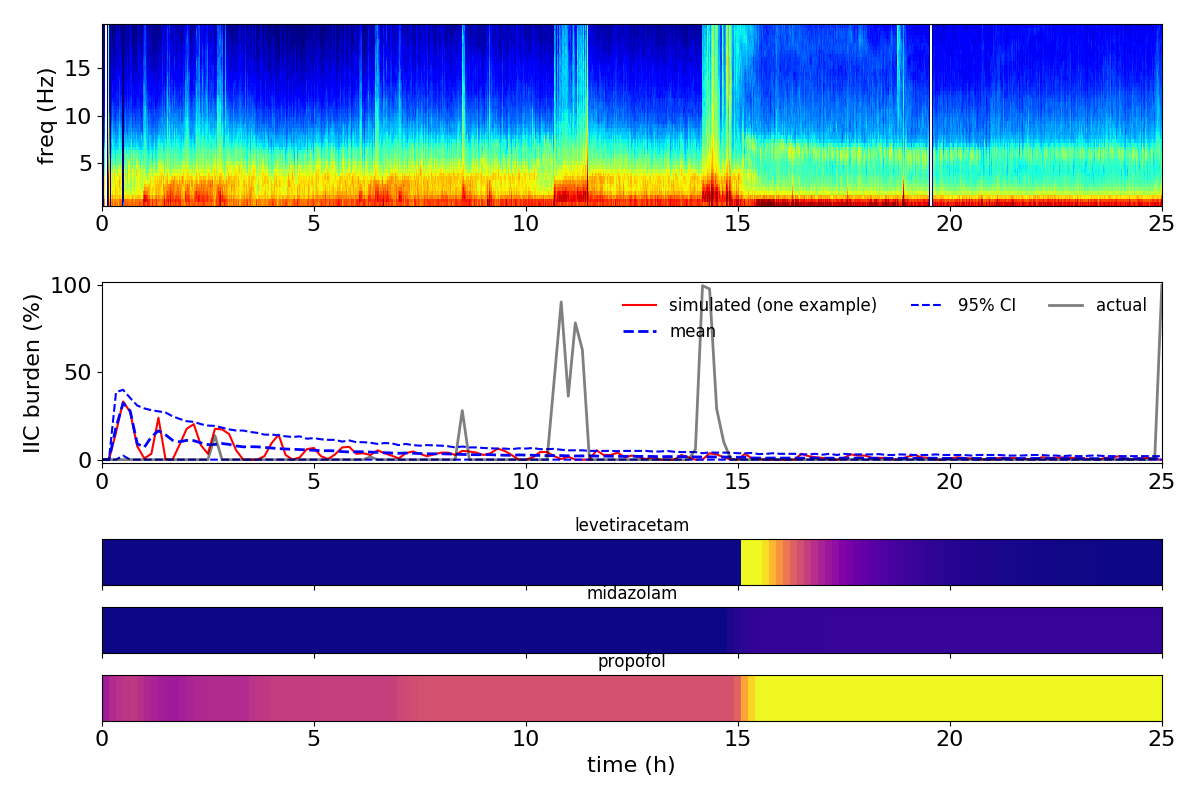 freq (Hz)
15
10
5
0 5 10 15 20 25
IIC burden (%)
100
50
0
simulated (one example) 95% CI actual
mean
0 5 10 15 20 25
levetiracetam
midazolam
propofol
0 5 10 15 20 25
time (h)